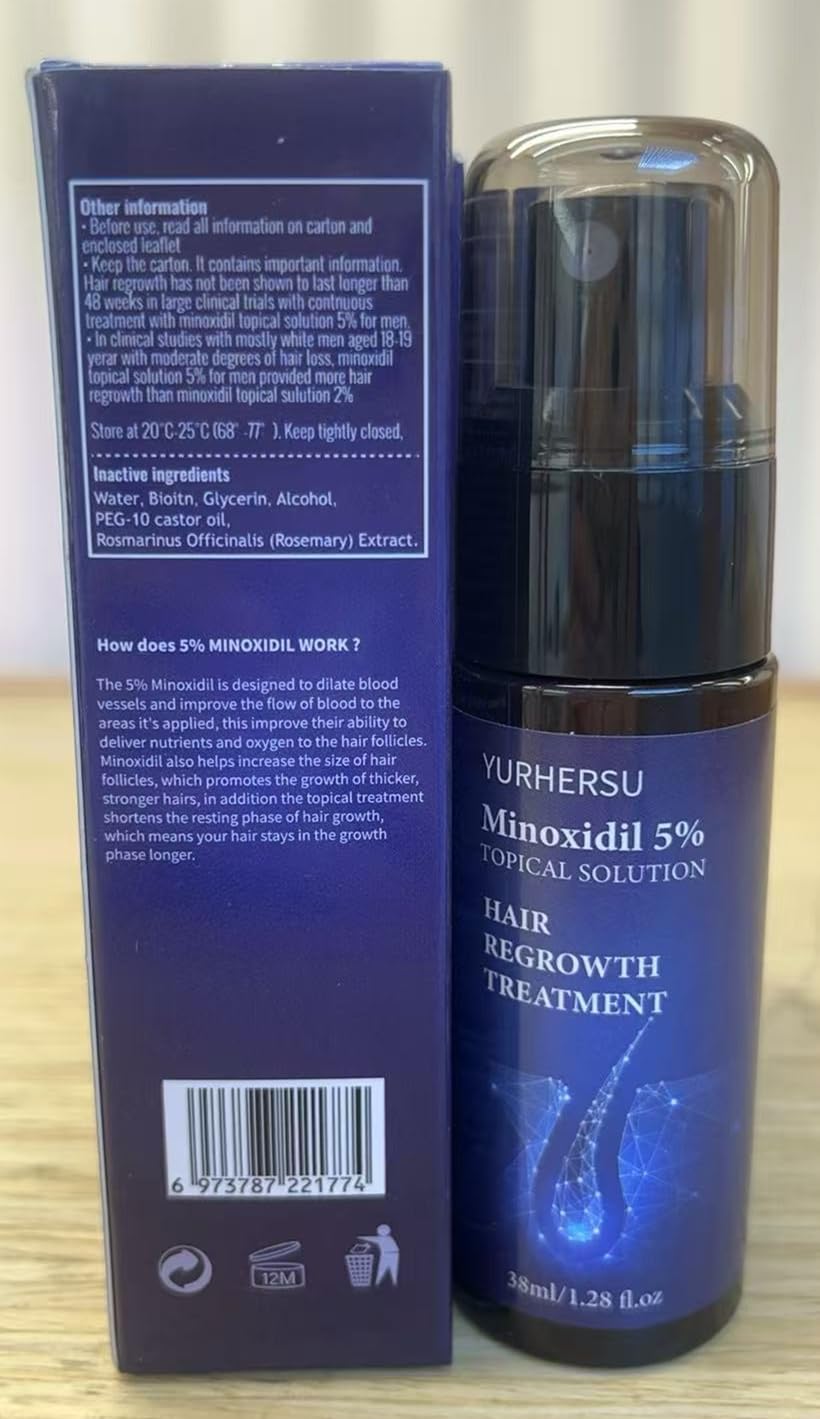 Other information
• Before use, read all information on carton and
enclosed leaflet
• Keep the carton. It contains important information.
Hair regrowth has not been shown to last longer than
48 weeks in large clinical trials with contnuous
treatment with minoxidil topical solution 5% for men.
• In clinical studies with mostly white men aged 18-19
yerar with moderate degrees of hair loss, minoxidil
topical solution 5% for men provided more hair
regrowth than minoxidil topical sulution 2%
Store at 20°C-25°C (68° -77° ). Keep tightly closed,
Inactive ingredients
Water, Bioitn, Glycerin, Alcohol,
PEG-10 castor oil,
Rosmarinus Officinalis (Rosemary) Extract.
How does 5% MINOXIDIL WORK ?
The 5% Minoxidil is designed to dilate blood
vessels and improve the flow of blood to the
areas it's applied, this improve their ability to
deliver nutrients and oxygen to the hair follicles.
Minoxidil also helps increase the size of hair
follicles, which promotes the growth of thicker,
stronger hairs, in addition the topical treatment
shortens the resting phase of hair growth,
which means your hair stays in the growth
phase longer.
6 973787 221774
12M
YURHERSU
Minoxidil 5%
TOPICAL SOLUTION
HAIR
REGROWTH
TREATMENT
38ml/1.28 fl.oz